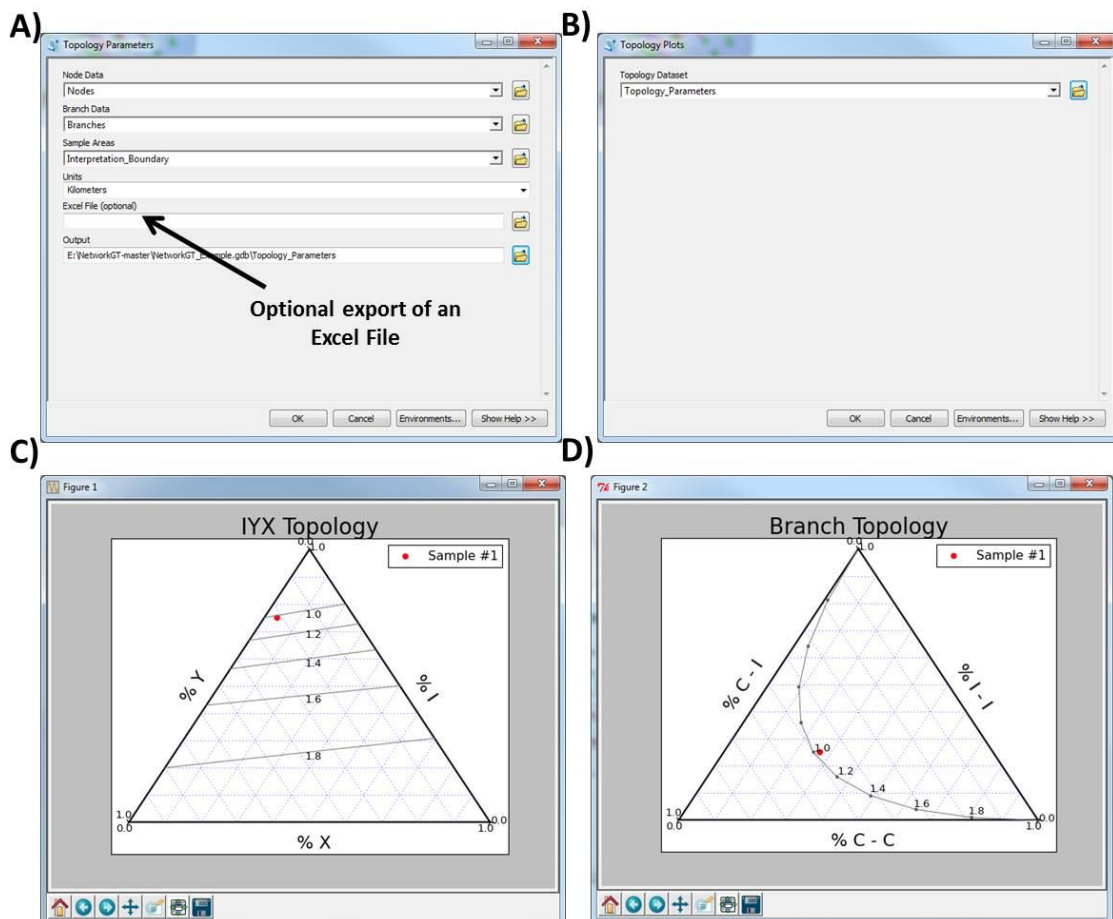 A)
Topology Parameters
Node Data
Nodes
Branch Data
Branches
Sample Areas
Interpretation_Boundary
Units
Kilometers
Excel File (optional)
Output
E:\NetworkGT-master\NetworkGT_Example.gdb\Topology_Parameters
Optional export of an
Excel File
OK Cancel Environments... Show Help >>
B)
Topology Plots
Topology Dataset
Topology_Parameters
OK Cancel Environments... Show Help >>
C)
Figure 1
IYX Topology
0.0
1.0
Sample #1
1.0
1.2
1.4
1.6
1.8
% Y
% I
1.0
0.0
1.0
0.0
% X
D)
7% Figure 2
Branch Topology
0.0
1.0
Sample #1
% C - I
% I - I
1.0
1.2
1.4
1.6
1.8
1.0
0.0
1.0
0.0
% C - C